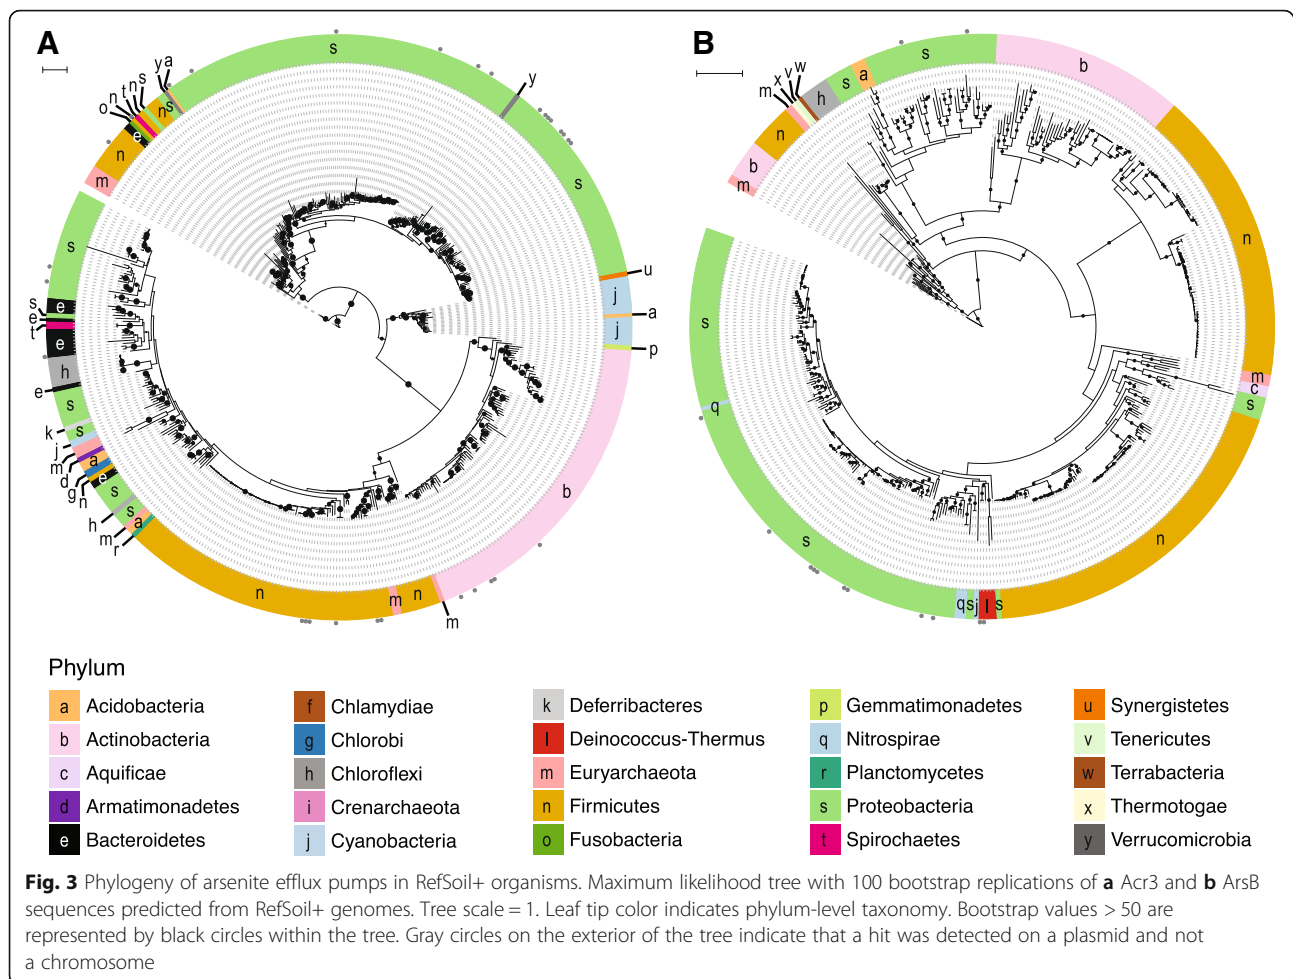 A
B
s
y a
y
s
n
t
n
o
s
n
e
n
m
s
u
j
a
j
p
b
m
n
m
n
r
m
a
s
h
s
n
g
e
d
a
m
j
s
k
s
e
h
e
t
e
s
e
s
w
v
x
m
h
s
a
s
b
n
m
c
s
n
s
l
j
s
q
s
q
s
m
b
n
Phylum
a Acidobacteria
b Actinobacteria
c Aquificae
d Armatimonadetes
e Bacteroidetes
f Chlamydiae
g Chlorobi
h Chloroflexi
i Crenarchaeota
j Cyanobacteria
k Deferribacteres
l Deinococcus-Thermus
m Euryarchaeota
n Firmicutes
o Fusobacteria
p Gemmatimonadetes
q Nitrospirae
r Planctomycetes
s Proteobacteria
t Spirochaetes
u Synergistetes
v Tenericutes
w Terrabacteria
x Thermotogae
y Verrucomicrobia
Fig. 3 Phylogeny of arsenite efflux pumps in RefSoil+ organisms. Maximum likelihood tree with 100 bootstrap replications of a Acr3 and b ArsB
sequences predicted from RefSoil+ genomes. Tree scale = 1. Leaf tip color indicates phylum-level taxonomy. Bootstrap values > 50 are
represented by black circles within the tree. Gray circles on the exterior of the tree indicate that a hit was detected on a plasmid and not
a chromosome